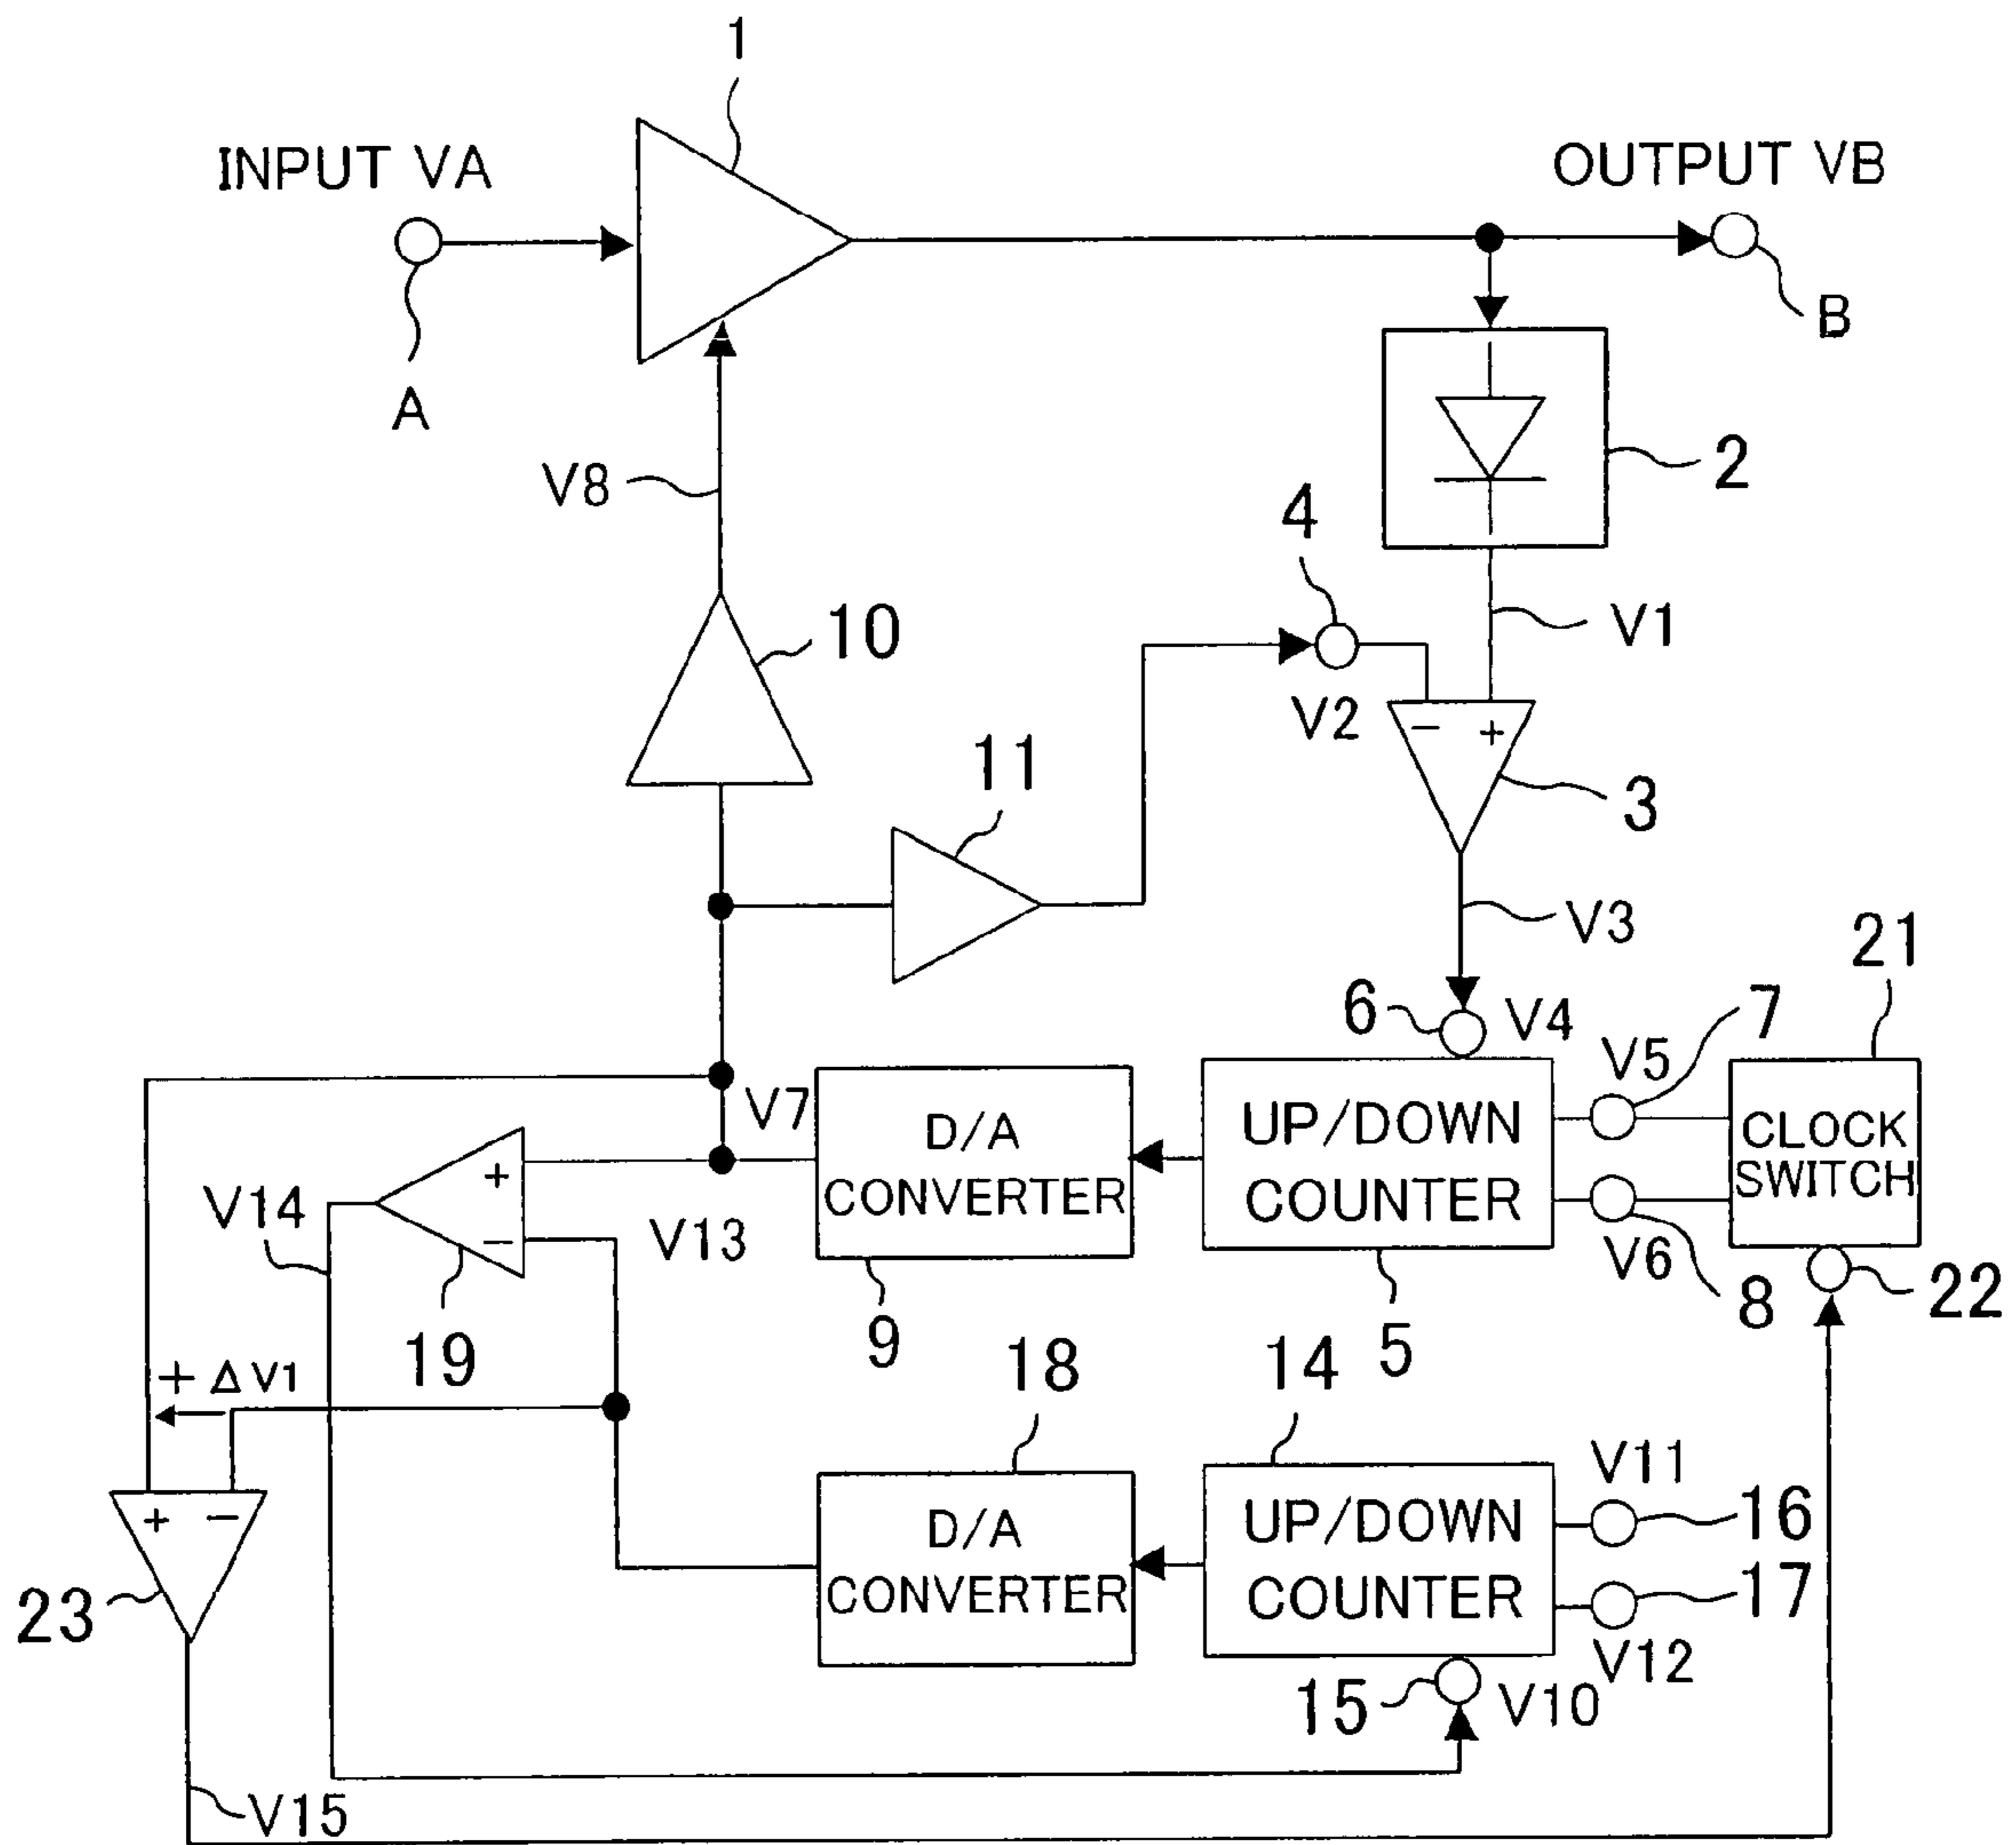 1
INPUT VA
OUTPUT VB
A
B
V8
2
4
10
V1
V2
11
3
V3
21
6
V4
7
V5
V7
D/A
CONVERTER
UP/DOWN
COUNTER
CLOCK
SWITCH
+
−
+
−
V14
V13
V6
8
22
19
9
5
+ΔV1
18
14
V11
16
D/A
CONVERTER
UP/DOWN
COUNTER
+
−
23
17
V12
15
V10
V15